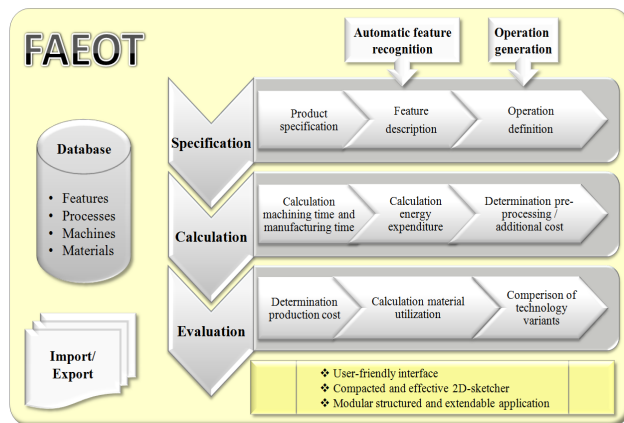 FAEOT
Automatic feature
recognition
Operation
generation
Database
• Features
• Processes
• Machines
• Materials
Import/
Export
Specification
Product
specification
Feature
description
Operation
definition
Calculation
Calculation
machining time and
manufacturing time
Calculation
energy
expenditure
Determination pre-
processing /
additional cost
Evaluation
Determination
production cost
Calculation material
utilization
Comparison of
technology
variants
❖ User-friendly interface
❖ Compacted and effective 2D-sketcher
❖ Modular structured and extendable application